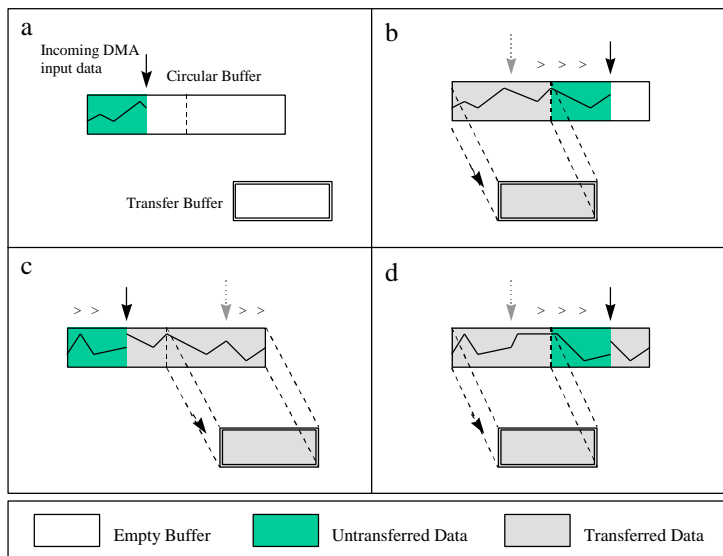 a
Incoming DMA
input data
Circular Buffer
Transfer Buffer
b
> > >
c
> >
> >
d
> > >
Empty Buffer
Untransferred Data
Transferred Data